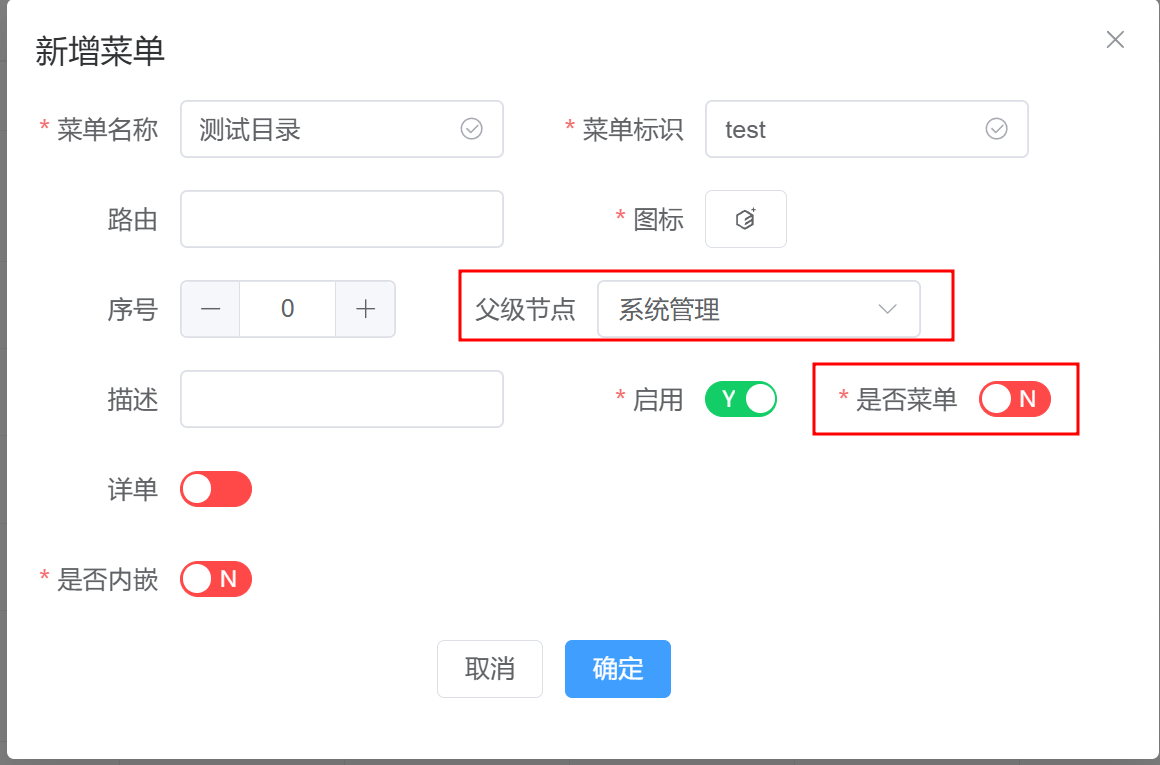 新增菜单
* 菜单名称 测试目录 * 菜单标识 test
路由 * 图标
序号 0 父级节点 系统管理
描述 * 启用 Y * 是否菜单 N
详单
* 是否内嵌 N
取消 确定